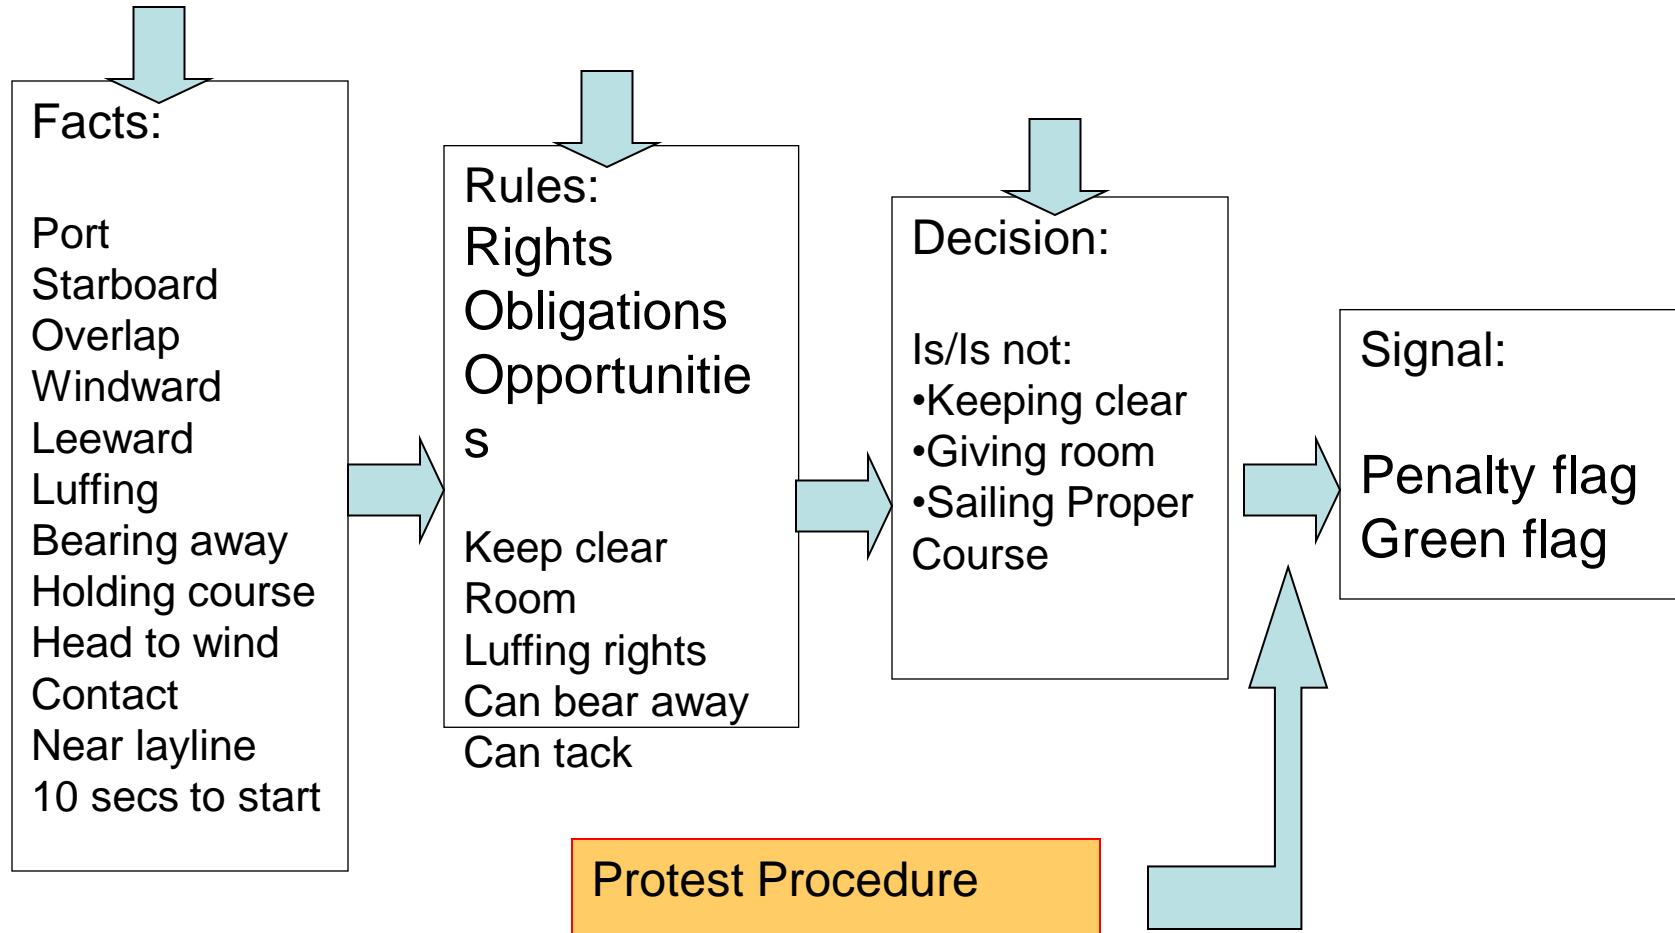 Facts:
Port
Starboard
Overlap
Windward
Leeward
Luffing
Bearing away
Holding course
Head to wind
Contact
Near layline
10 secs to start
Rules:
Rights
Obligations
Opportunitie
s
Keep clear
Room
Luffing rights
Can bear away
Can tack
Decision:
Is/Is not:
•Keeping clear
•Giving room
•Sailing Proper
Course
Signal:
Penalty flag
Green flag
Protest Procedure